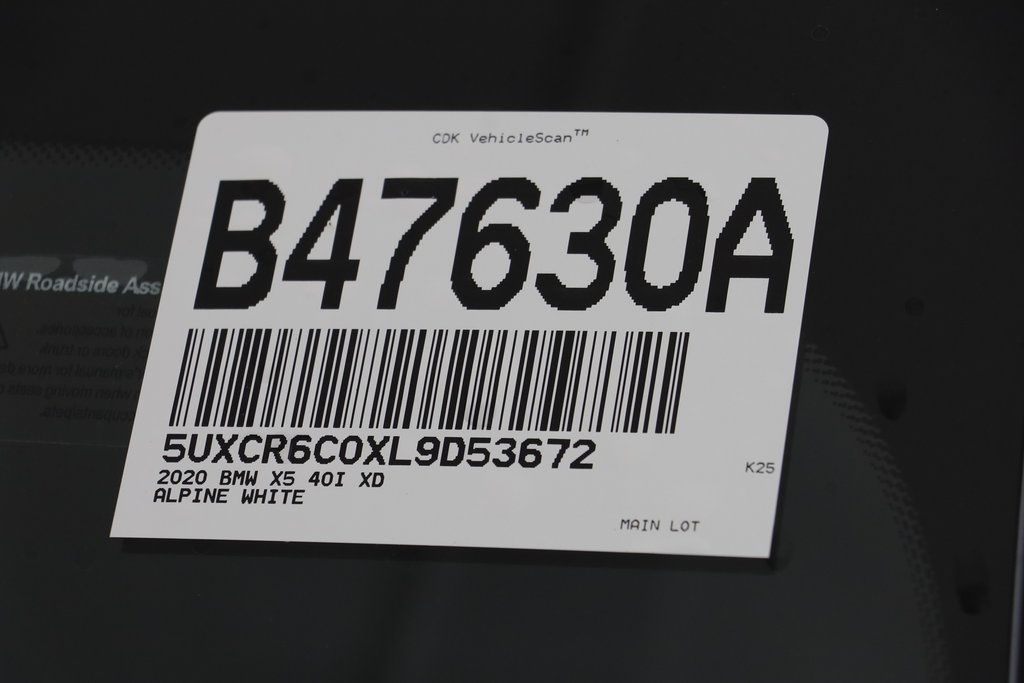 CDK VehicleScan™
B47630A
5UXCR6C0XL9D53672
2020 BMW X5 40I XD
ALPINE WHITE
K25
MAIN LOT
W Roadside Ass